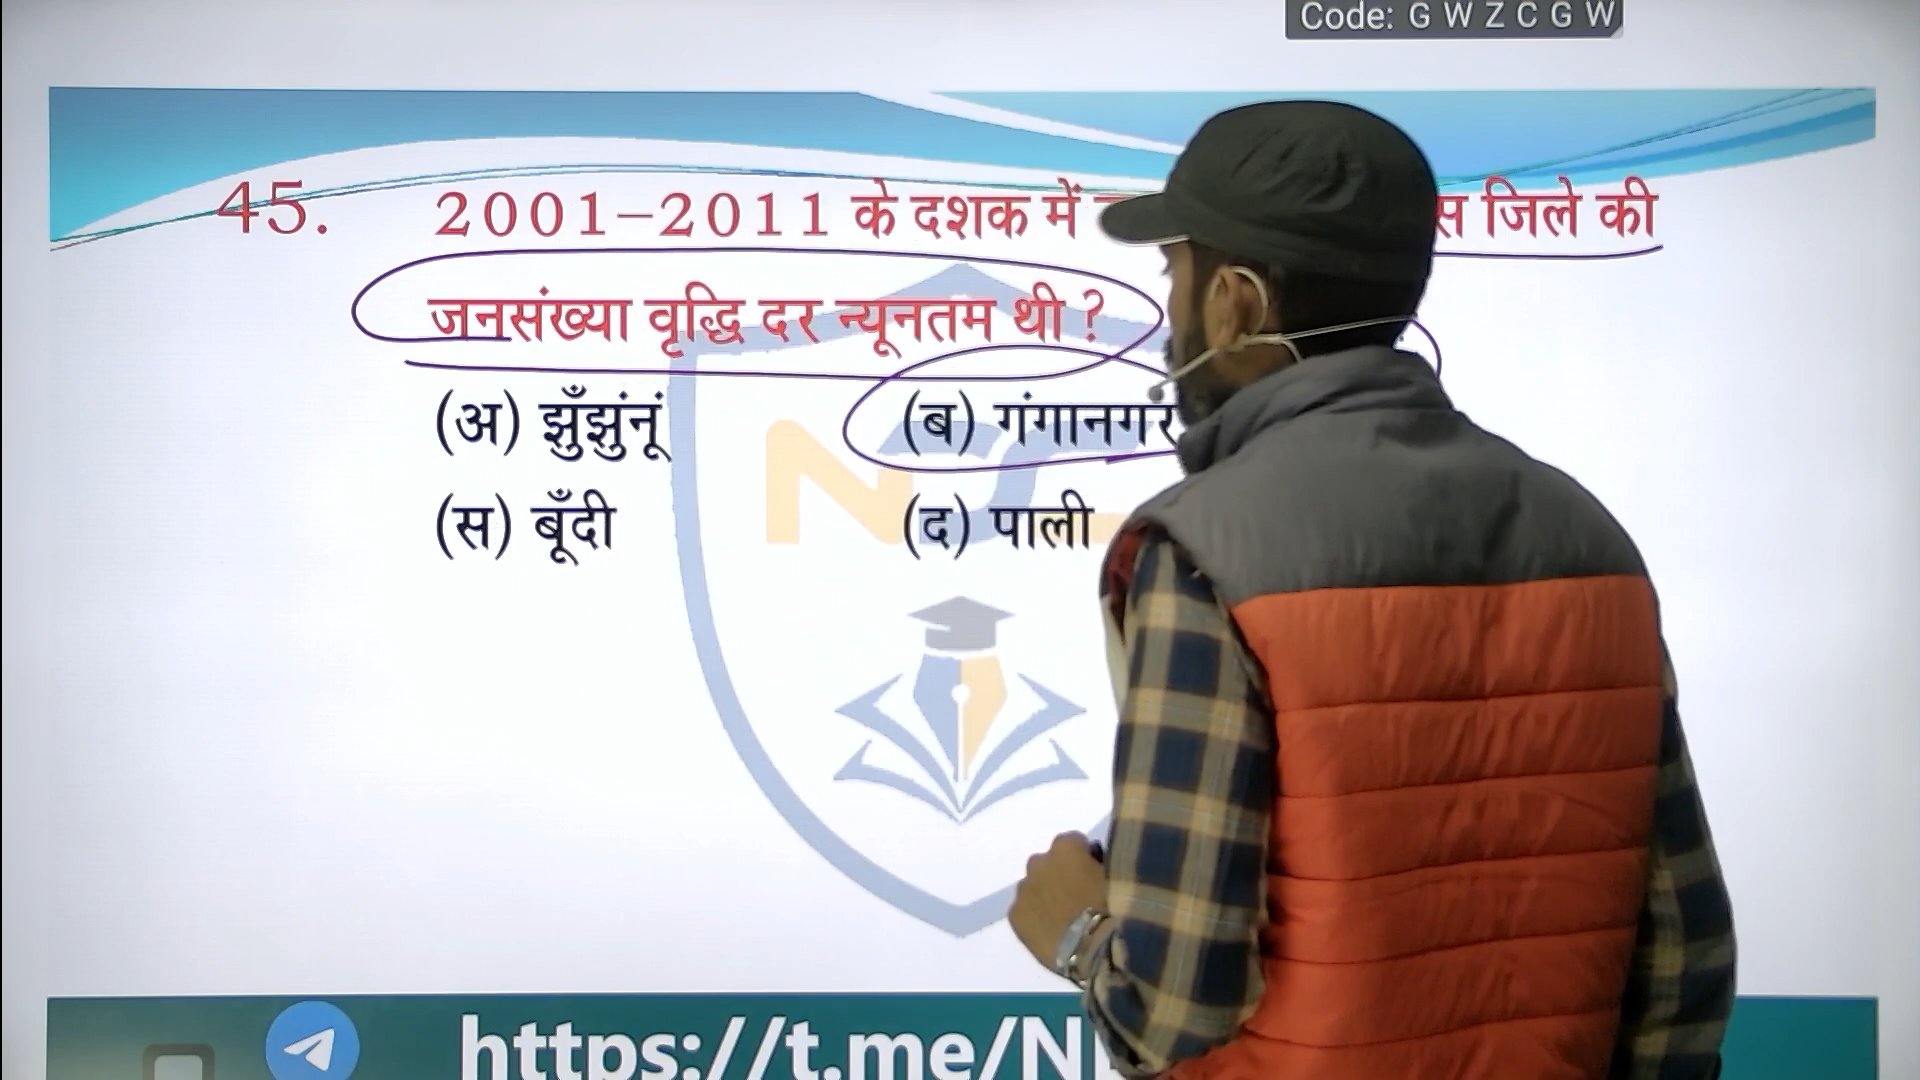 Code: G W Z C G W
45. 2001–2011 के दशक में जिले की
जनसंख्या वृद्धि दर न्यूनतम थी ?
(अ) झुँझुंनूं (ब) गंगानगर
(स) बूँदी (द) पाली
https://t.me/N